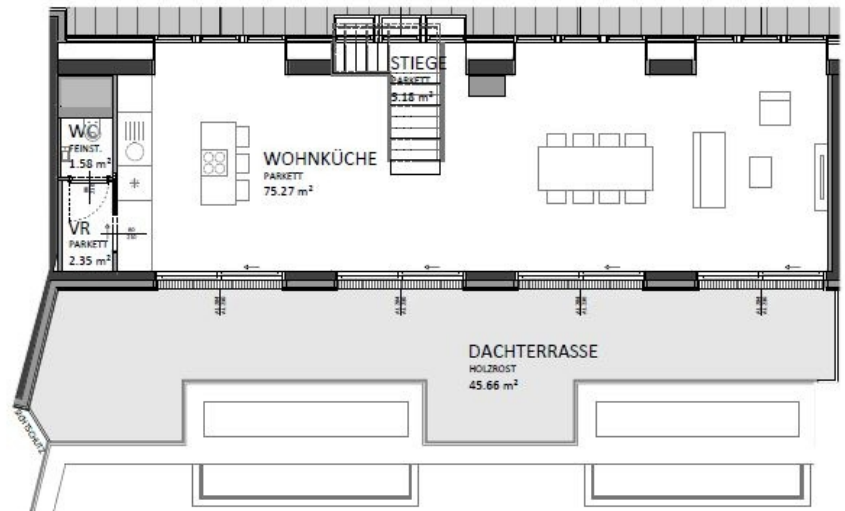 STIEGE
PARKETT
5.18 m²
WC
FEINST.
1.58 m²
WOHNKÜCHE
PARKETT
75.27 m²
VR
PARKETT
2.35 m²
DACHTERRASSE
HOLZROST
45.66 m²
SICHTSCHUTZ